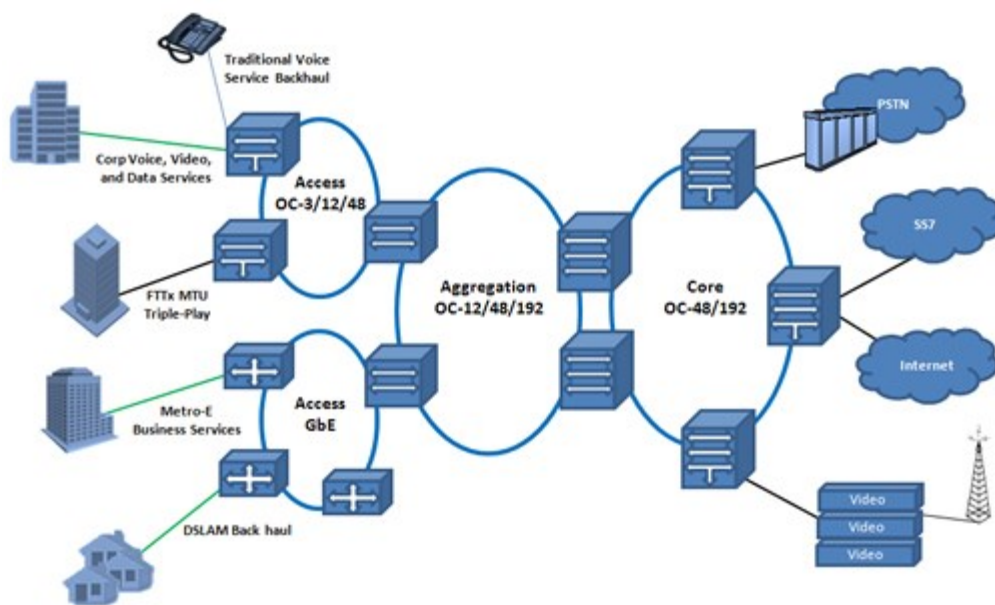 Traditional Voice
Service Backhaul
PSTN
Corp Voice, Video,
and Data Services
Access
OC-3/12/48
SS7
FTTx MTU
Triple-Play
Aggregation
OC-12/48/192
Core
OC-48/192
Internet
Metro-E
Business Services
Access
GbE
DSLAM Back haul
Video
Video
Video